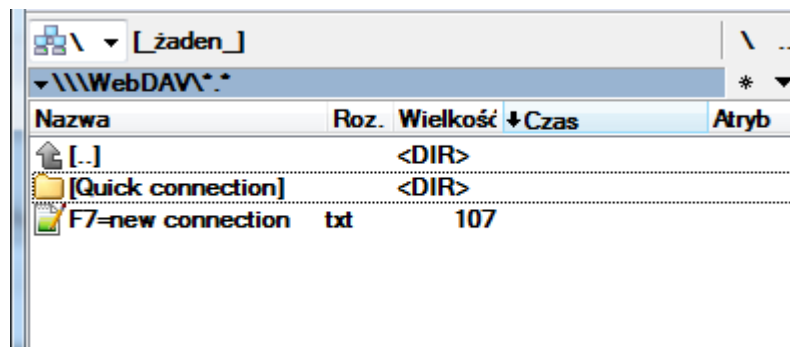 \ [_żaden_] \ ..
\\\WebDAV\*.* *
Nazwa Roz. Wielkość Czas Atryb
[..] <DIR>
[Quick connection] <DIR>
F7=new connection txt 107